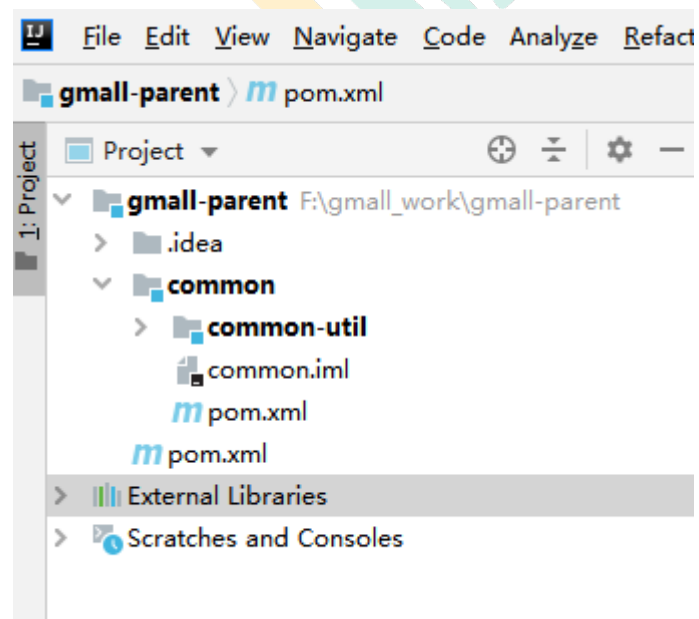 IJ File Edit View Navigate Code Analyze Refact
gmall-parent m pom.xml
1: Project
Project
gmall-parent F:\gmall_work\gmall-parent
.idea
common
common-util
common.iml
m pom.xml
m pom.xml
External Libraries
Scratches and Consoles